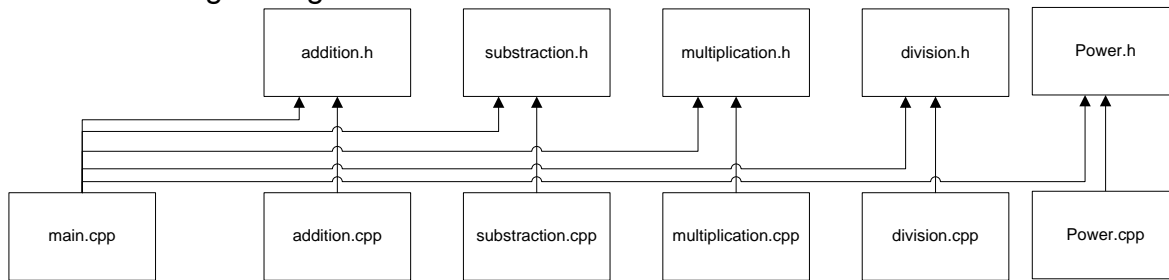 addition.h
substraction.h
multiplication.h
division.h
Power.h
main.cpp
addition.cpp
substraction.cpp
multiplication.cpp
division.cpp
Power.cpp